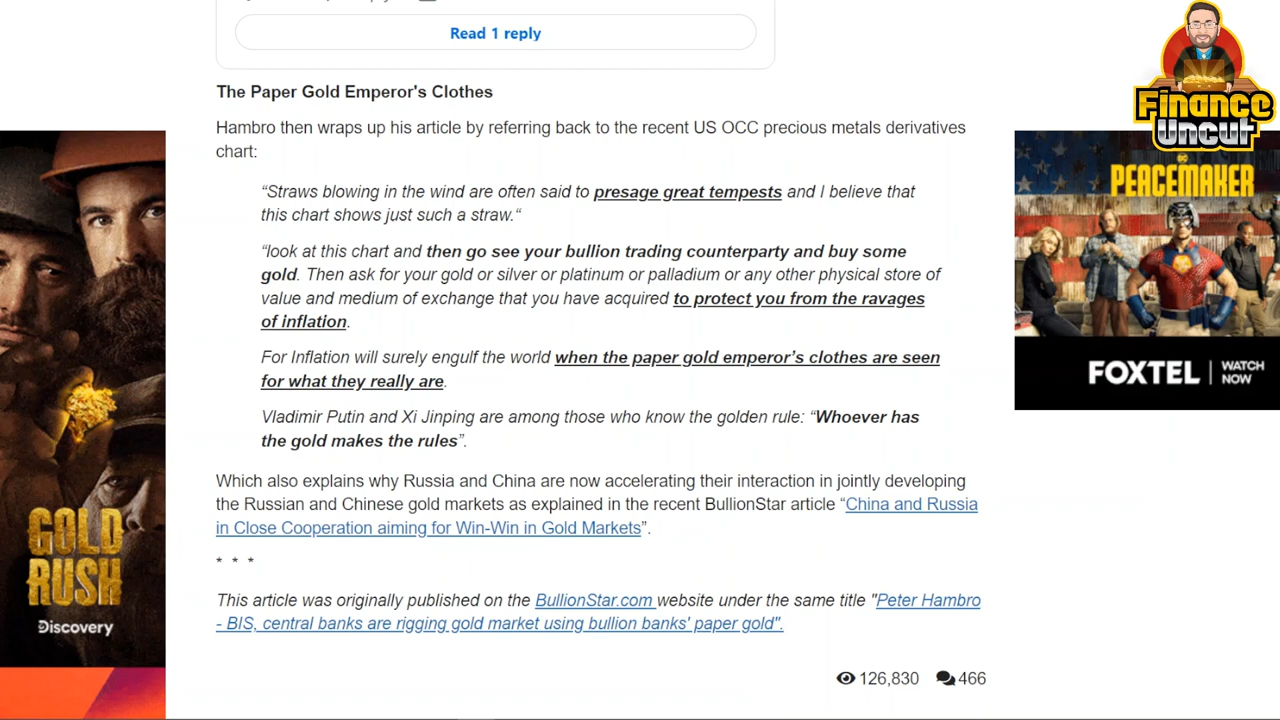 Read 1 reply
The Paper Gold Emperor's Clothes
Hambro then wraps up his article by referring back to the recent US OCC precious metals derivatives
chart:
“Straws blowing in the wind are often said to presage great tempests and I believe that
this chart shows just such a straw.“
“look at this chart and then go see your bullion trading counterparty and buy some
gold. Then ask for your gold or silver or platinum or palladium or any other physical store of
value and medium of exchange that you have acquired to protect you from the ravages
of inflation.
For Inflation will surely engulf the world when the paper gold emperor’s clothes are seen
for what they really are.
Vladimir Putin and Xi Jinping are among those who know the golden rule: “Whoever has
the gold makes the rules”.
Which also explains why Russia and China are now accelerating their interaction in jointly developing
the Russian and Chinese gold markets as explained in the recent BullionStar article “China and Russia
in Close Cooperation aiming for Win-Win in Gold Markets”.
* * *
This article was originally published on the BullionStar.com website under the same title "Peter Hambro
- BIS, central banks are rigging gold market using bullion banks' paper gold".
126,830 466
GOLD
RUSH
Discovery
Finance
Uncut
DC
PEACEMAKER
FOXTEL WATCH
NOW